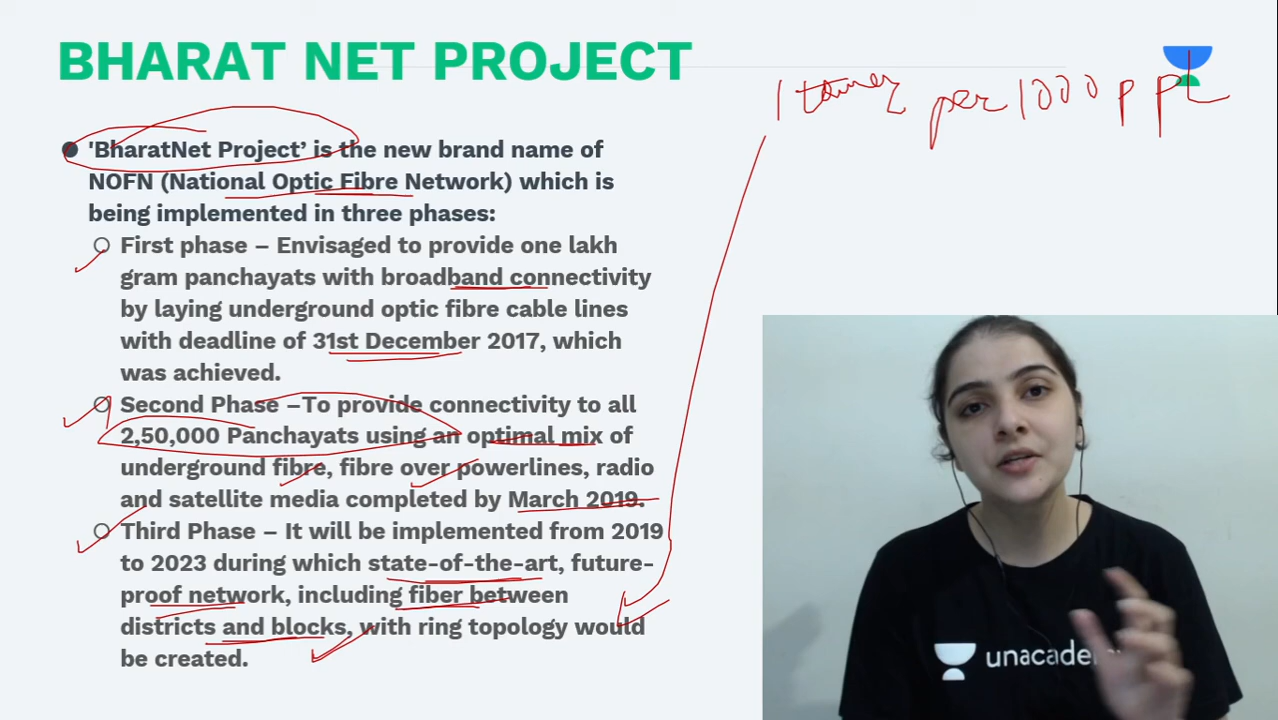 BHARAT NET PROJECT
1 tower per 1000 ppl
'BharatNet Project' is the new brand name of
NOFN (National Optic Fibre Network) which is
being implemented in three phases:
First phase – Envisaged to provide one lakh
gram panchayats with broadband connectivity
by laying underground optic fibre cable lines
with deadline of 31st December 2017, which
was achieved.
Second Phase –To provide connectivity to all
2,50,000 Panchayats using an optimal mix of
underground fibre, fibre over powerlines, radio
and satellite media completed by March 2019.
Third Phase – It will be implemented from 2019
to 2023 during which state-of-the-art, future-
proof network, including fiber between
districts and blocks, with ring topology would
be created.